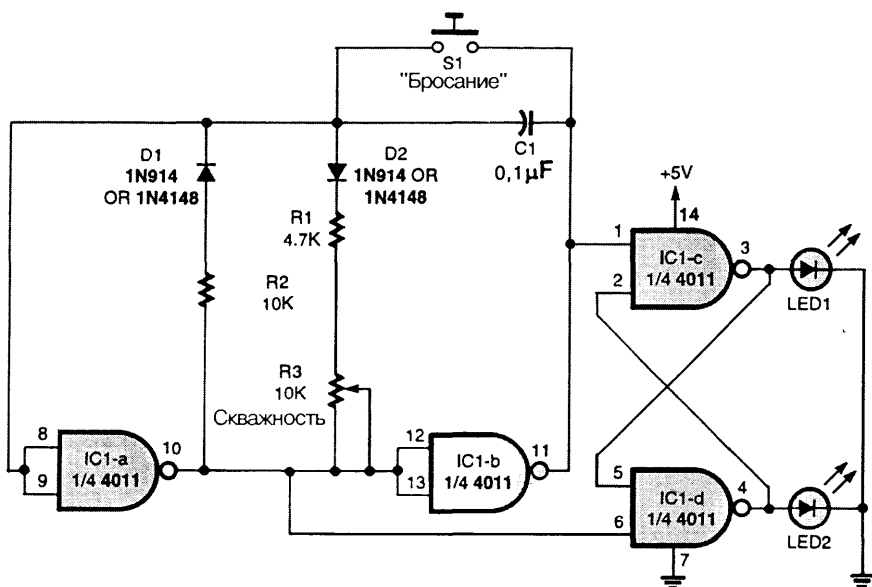 S1
"Бросание"
D1
1N914
OR 1N4148
D2
1N914 OR
1N4148
C1
0,1µF
R1
4.7K
R2
10K
R3
10K
Скважность
+5V
14
1
2
3
IC1-c
1/4 4011
LED1
8
9
10
IC1-a
1/4 4011
12
13
11
IC1-b
1/4 4011
5
6
4
IC1-d
1/4 4011
7
LED2